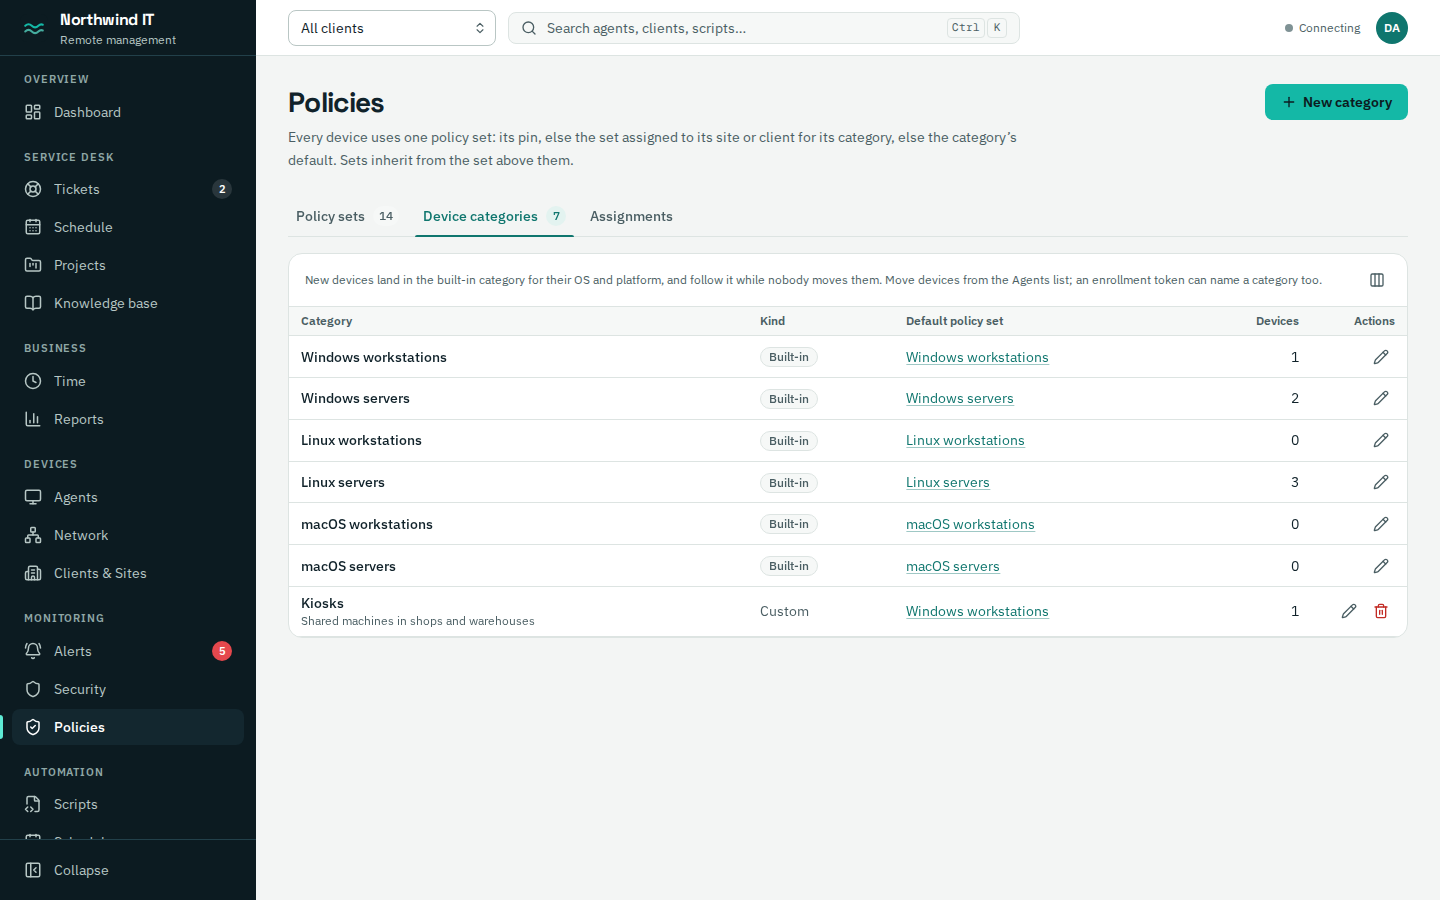 Northwind IT
Remote management
OVERVIEW
Dashboard
SERVICE DESK
Tickets 2
Schedule
Projects
Knowledge base
BUSINESS
Time
Reports
DEVICES
Agents
Network
Clients & Sites
MONITORING
Alerts 5
Security
Policies
AUTOMATION
Scripts
Collapse
All clients
Search agents, clients, scripts... Ctrl K
Connecting
DA
Policies
New category
Every device uses one policy set: its pin, else the set assigned to its site or client for its category, else the category’s
default. Sets inherit from the set above them.
Policy sets 14 Device categories 7 Assignments
New devices land in the built-in category for their OS and platform, and follow it while nobody moves them. Move devices from the Agents list; an enrollment token can name a category too.
Category Kind Default policy set Devices Actions
Windows workstations Built-in Windows workstations 1
Windows servers Built-in Windows servers 2
Linux workstations Built-in Linux workstations 0
Linux servers Built-in Linux servers 3
macOS workstations Built-in macOS workstations 0
macOS servers Built-in macOS servers 0
Kiosks Custom Windows workstations 1
Shared machines in shops and warehouses